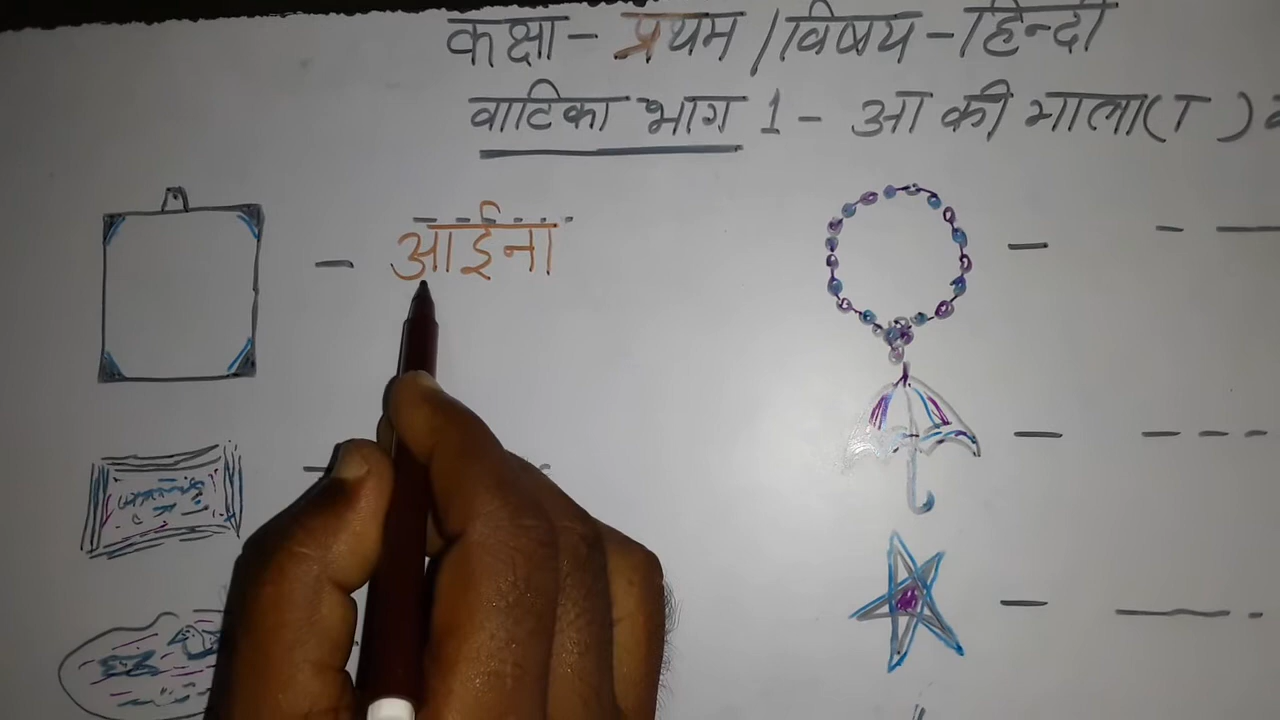 कक्षा - प्रथम / विषय - हिन्दी
वाटिका भाग 1 - आ की माला (ा)
आईना